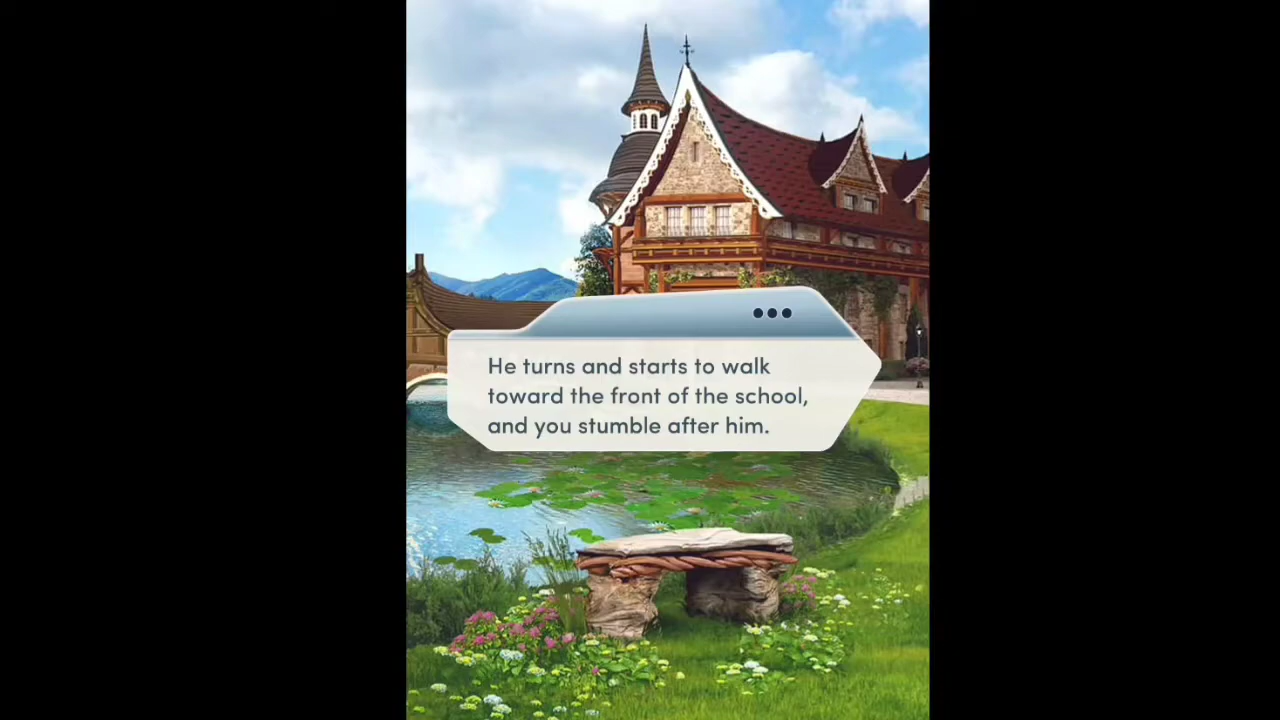 He turns and starts to walk
toward the front of the school,
and you stumble after him.